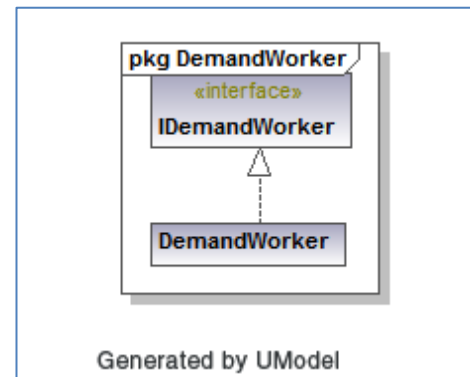 pkg DemandWorker
«interface»
IDemandWorker
DemandWorker
Generated by UModel